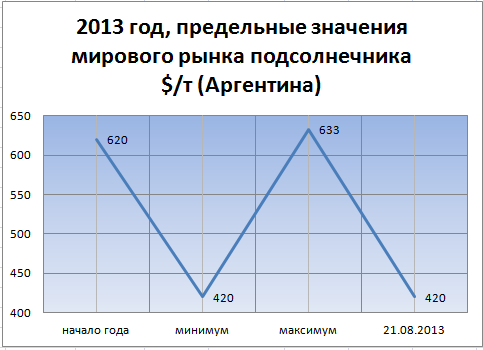 2013 год, предельные значения
мирового рынка подсолнечника
$/т (Аргентина)
650
600
550
500
450
400
620
420
633
420
начало года
минимум
максимум
21.08.2013